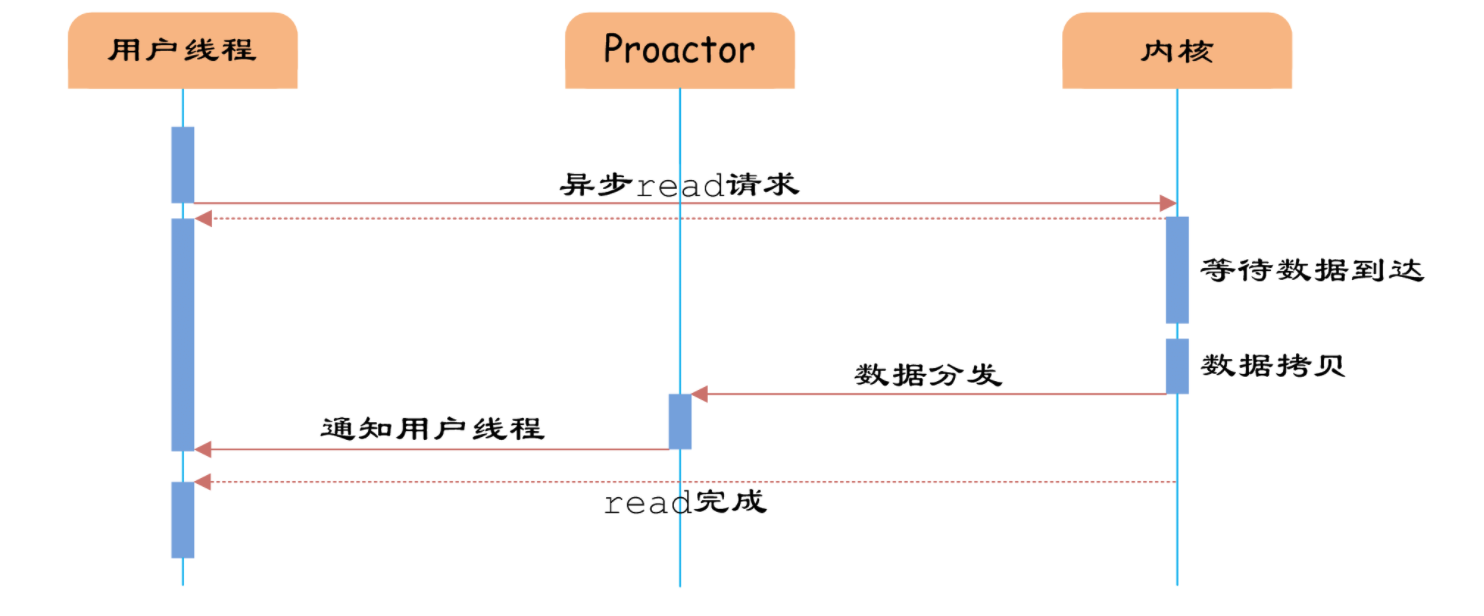 用户线程
Proactor
内核
异步read请求
等待数据到达
数据拷贝
数据分发
通知用户线程
read完成